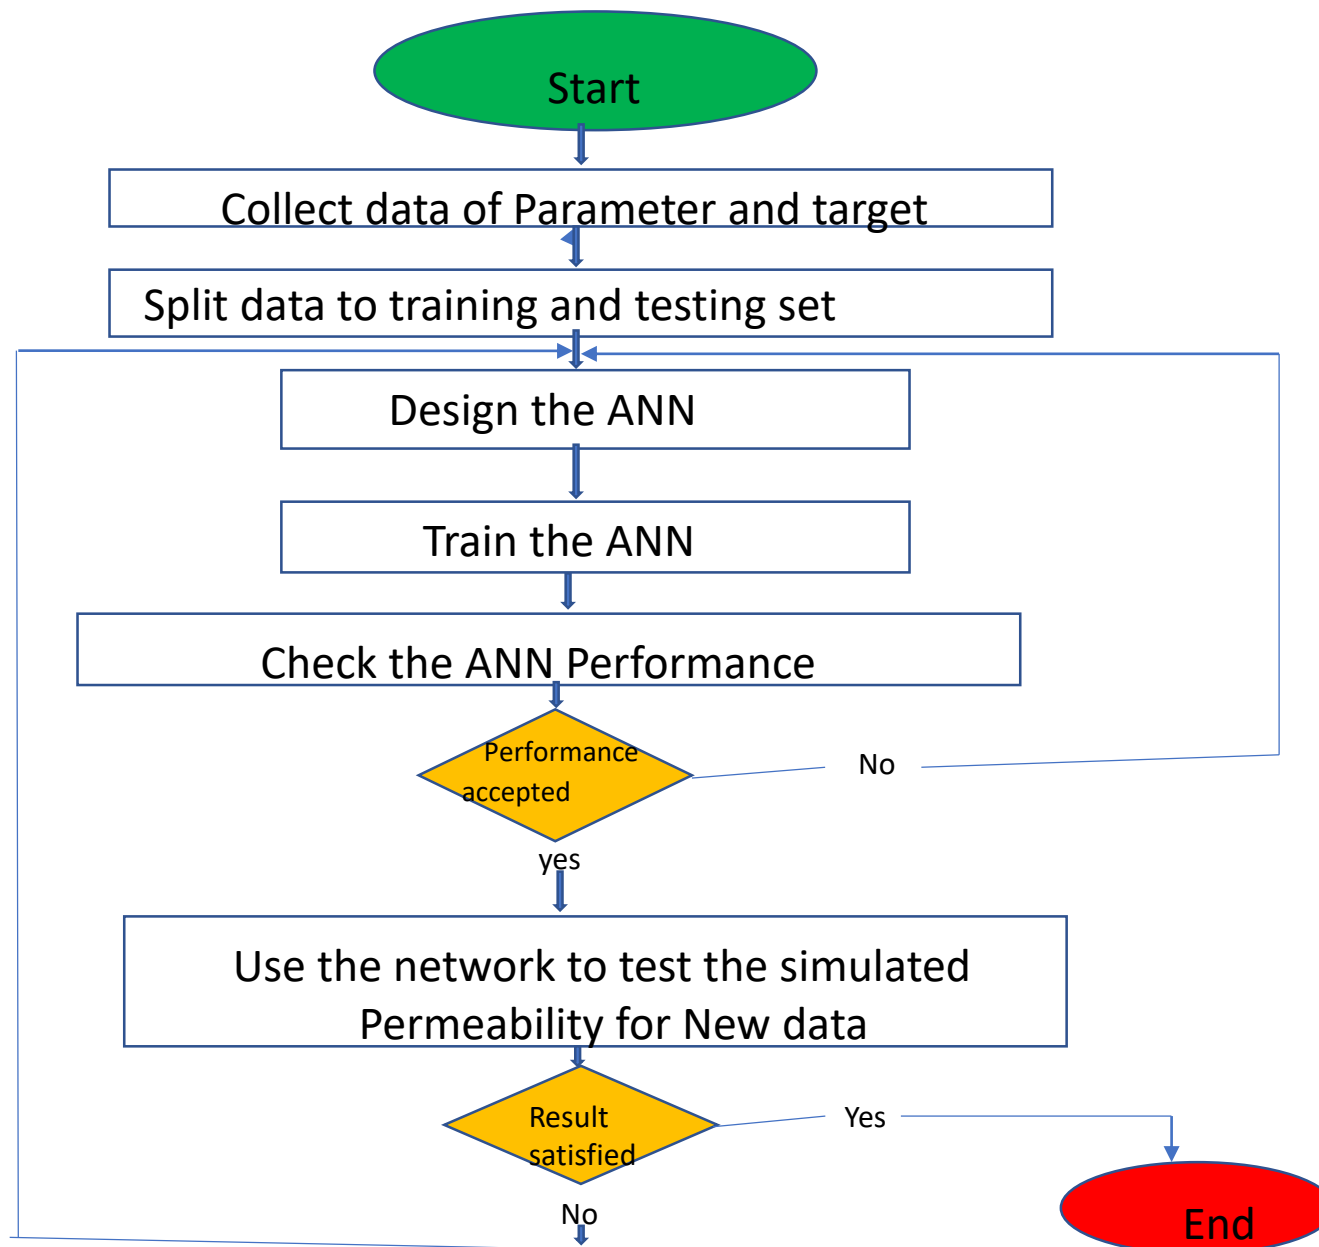 Start
Collect data of Parameter and target
Split data to training and testing set
Design the ANN
Train the ANN
Check the ANN Performance
Performance
accepted
No
yes
Use the network to test the simulated
Permeability for New data
Result
satisfied
Yes
No
End